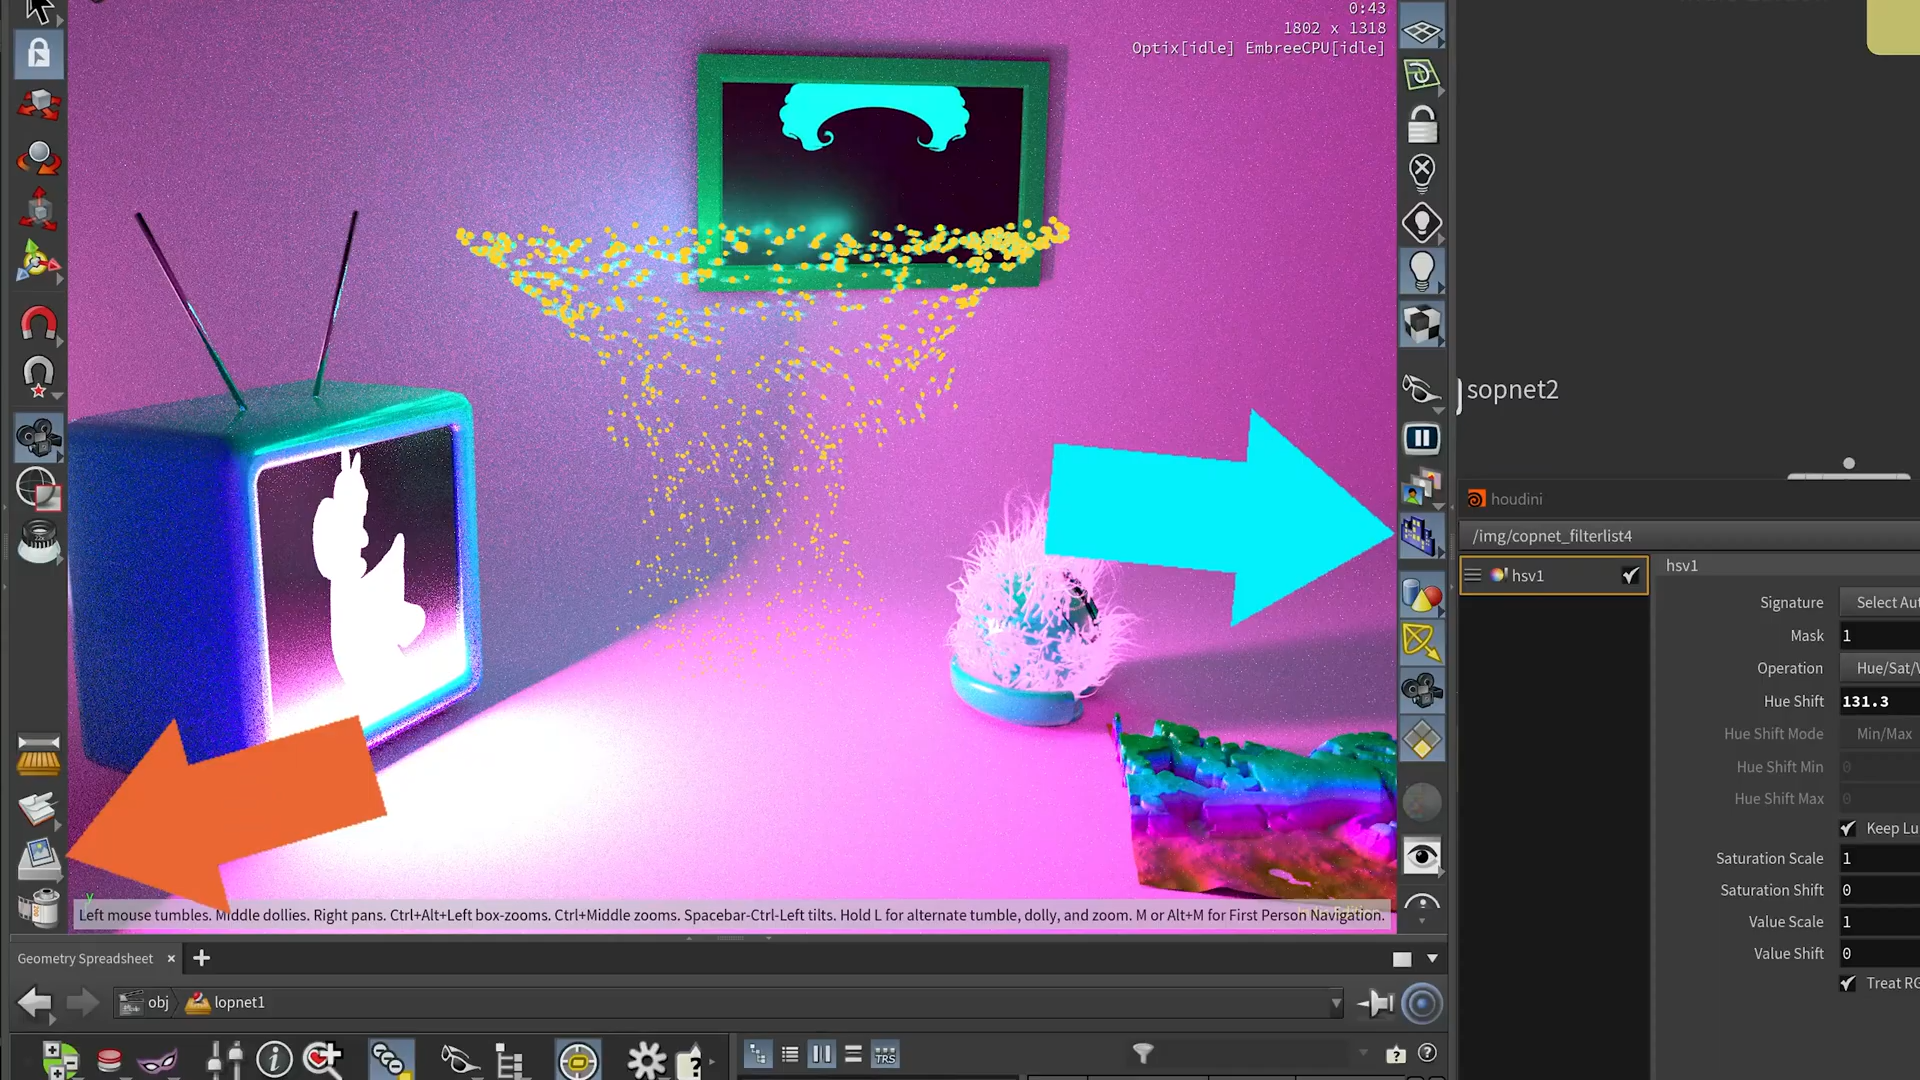 0:43
1802 x 1318
Optix[idle] EmbreeCPU[idle]
sopnet2
houdini
/img/copnet_filterlist4
hsv1
hsv1
Signature Select Aut
Mask 1
Operation Hue/Sat/V
Hue Shift 131.3
Hue Shift Mode Min/Max
Hue Shift Min 0
Hue Shift Max 0
Keep Lu
Saturation Scale 1
Saturation Shift 0
Value Scale 1
Value Shift 0
Treat RG
y
Left mouse tumbles. Middle dollies. Right pans. Ctrl+Alt+Left box-zooms. Ctrl+Middle zooms. Spacebar-Ctrl-Left tilts. Hold L for alternate tumble, dolly, and zoom. M or Alt+M for First Person Navigation.
Geometry Spreadsheet
obj lopnet1
TRS